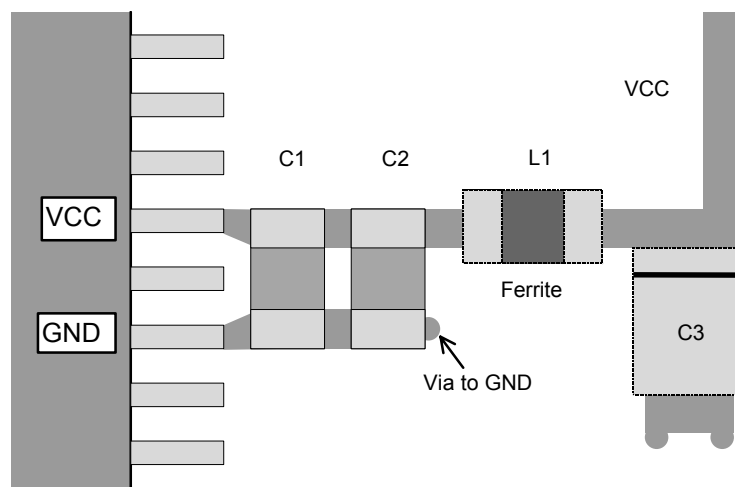 VCC
C1
C2
L1
VCC
Ferrite
GND
C3
Via to GND